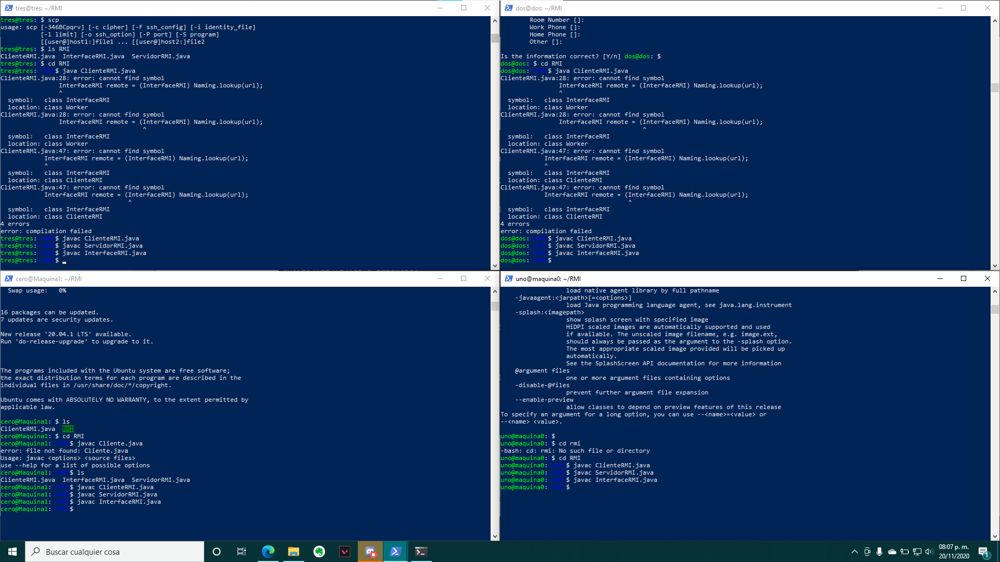 tres@tres: ~/RMI
tres@tres:~$ scp
usage: scp [-346BCpqrv] [-c cipher] [-F ssh_config] [-i identity_file]
           [-l limit] [-o ssh_option] [-P port] [-S program]
           [[user@]host1:]file1 ... [[user@]host2:]file2
tres@tres:~$ ls RMI
ClienteRMI.java  InterfaceRMI.java  ServidorRMI.java
tres@tres:~$ cd RMI
tres@tres:~/RMI$ java ClienteRMI.java
ClienteRMI.java:28: error: cannot find symbol
                InterfaceRMI remote = (InterfaceRMI) Naming.lookup(url);
                ^
  symbol:   class InterfaceRMI
  location: class Worker
ClienteRMI.java:28: error: cannot find symbol
                InterfaceRMI remote = (InterfaceRMI) Naming.lookup(url);
                                       ^
  symbol:   class InterfaceRMI
  location: class Worker
ClienteRMI.java:47: error: cannot find symbol
            InterfaceRMI remote = (InterfaceRMI) Naming.lookup(url);
            ^
  symbol:   class InterfaceRMI
  location: class ClienteRMI
ClienteRMI.java:47: error: cannot find symbol
            InterfaceRMI remote = (InterfaceRMI) Naming.lookup(url);
                                   ^
  symbol:   class InterfaceRMI
  location: class ClienteRMI
4 errors
error: compilation failed
tres@tres:~/RMI$ javac ClienteRMI.java
tres@tres:~/RMI$ javac ServidorRMI.java
tres@tres:~/RMI$ javac InterfaceRMI.java
tres@tres:~/RMI$
dos@dos: ~/RMI
        Room Number []:
        Work Phone []:
        Home Phone []:
        Other []:
Is the information correct? [Y/n] dos@dos:~$
dos@dos:~$ cd RMI
dos@dos:~/RMI$ java ClienteRMI.java
ClienteRMI.java:28: error: cannot find symbol
                InterfaceRMI remote = (InterfaceRMI) Naming.lookup(url);
                ^
  symbol:   class InterfaceRMI
  location: class Worker
ClienteRMI.java:28: error: cannot find symbol
                InterfaceRMI remote = (InterfaceRMI) Naming.lookup(url);
                                       ^
  symbol:   class InterfaceRMI
  location: class Worker
ClienteRMI.java:47: error: cannot find symbol
            InterfaceRMI remote = (InterfaceRMI) Naming.lookup(url);
            ^
  symbol:   class InterfaceRMI
  location: class ClienteRMI
ClienteRMI.java:47: error: cannot find symbol
            InterfaceRMI remote = (InterfaceRMI) Naming.lookup(url);
                                   ^
  symbol:   class InterfaceRMI
  location: class ClienteRMI
4 errors
error: compilation failed
dos@dos:~/RMI$ javac ClienteRMI.java
dos@dos:~/RMI$ javac ServidorRMI.java
dos@dos:~/RMI$ javac InterfaceRMI.java
dos@dos:~/RMI$
cero@Maquina1: ~/RMI
  Swap usage:   0%
16 packages can be updated.
7 updates are security updates.
New release '20.04.1 LTS' available.
Run 'do-release-upgrade' to upgrade to it.
The programs included with the Ubuntu system are free software;
the exact distribution terms for each program are described in the
individual files in /usr/share/doc/*/copyright.
Ubuntu comes with ABSOLUTELY NO WARRANTY, to the extent permitted by
applicable law.
cero@Maquina1:~$ ls
ClienteRMI.java  RMI
cero@Maquina1:~$ cd RMI
cero@Maquina1:~/RMI$ javac Cliente.java
error: file not found: Cliente.java
Usage: javac <options> <source files>
use --help for a list of possible options
cero@Maquina1:~/RMI$ ls
ClienteRMI.java  InterfaceRMI.java  ServidorRMI.java
cero@Maquina1:~/RMI$ javac ClienteRMI.java
cero@Maquina1:~/RMI$ javac ServidorRMI.java
cero@Maquina1:~/RMI$ javac InterfaceRMI.java
cero@Maquina1:~/RMI$
uno@maquina0: ~/RMI
                  load native agent library by full pathname
    -javaagent:<jarpath>[=<options>]
                  load Java programming language agent, see java.lang.instrument
    -splash:<imagepath>
                  show splash screen with specified image
                  HiDPI scaled images are automatically supported and used
                  if available. The unscaled image filename, e.g. image.ext,
                  should always be passed as the argument to the -splash option.
                  The most appropriate scaled image provided will be picked up
                  automatically.
                  See the SplashScreen API documentation for more information
    @argument files
                  one or more argument files containing options
    -disable-@files
                  prevent further argument file expansion
    --enable-preview
                  allow classes to depend on preview features of this release
To specify an argument for a long option, you can use --<name>=<value> or
--<name> <value>.
uno@maquina0:~$
uno@maquina0:~$ cd rmi
-bash: cd: rmi: No such file or directory
uno@maquina0:~$ cd RMI
uno@maquina0:~/RMI$ javac ClienteRMI.java
uno@maquina0:~/RMI$ javac ServidorRMI.java
uno@maquina0:~/RMI$ javac InterfaceRMI.java
uno@maquina0:~/RMI$
Buscar cualquier cosa
08:07 p. m.
20/11/2020
1